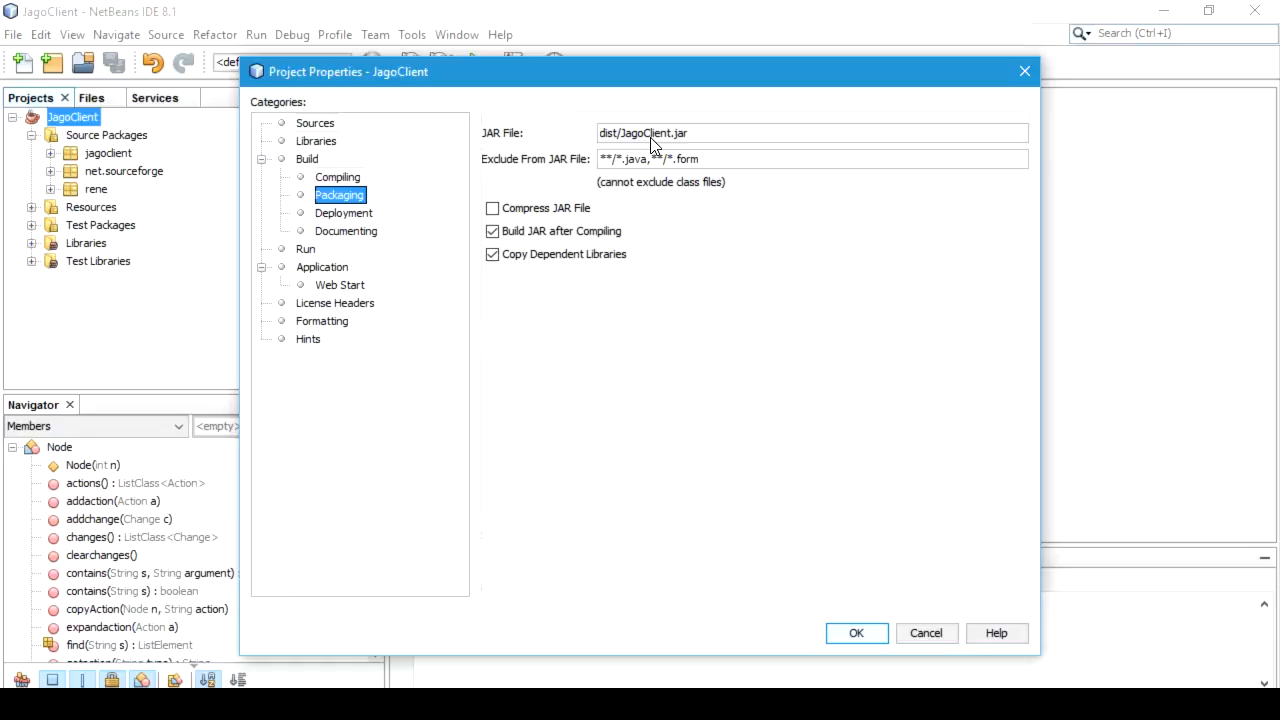 JagoClient - NetBeans IDE 8.1
File Edit View Navigate Source Refactor Run Debug Profile Team Tools Window Help
Search (Ctrl+I)
<def
Projects Files Services
JagoClient
Source Packages
jagoclient
net.sourceforge
rene
Resources
Test Packages
Libraries
Test Libraries
Navigator
Members
<empty>
Node
Node(int n)
actions() : ListClass<Action>
addaction(Action a)
addchange(Change c)
changes() : ListClass<Change>
clearchanges()
contains(String s, String argument) :
contains(String s) : boolean
copyAction(Node n, String action)
expandaction(Action a)
find(String s) : ListElement
Project Properties - JagoClient
Categories:
Sources
Libraries
Build
Compiling
Packaging
Deployment
Documenting
Run
Application
Web Start
License Headers
Formatting
Hints
JAR File: dist/JagoClient.jar
Exclude From JAR File: **/*.java,**/*.form
(cannot exclude class files)
Compress JAR File
Build JAR after Compiling
Copy Dependent Libraries
OK Cancel Help